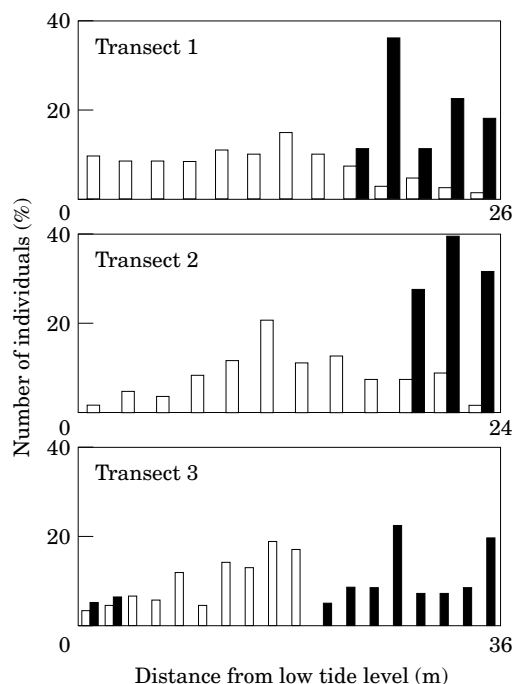 40
Transect 1
20
0
26
40
Transect 2
20
0
24
40
Transect 3
20
0
36
Number of individuals (%)
Distance from low tide level (m)